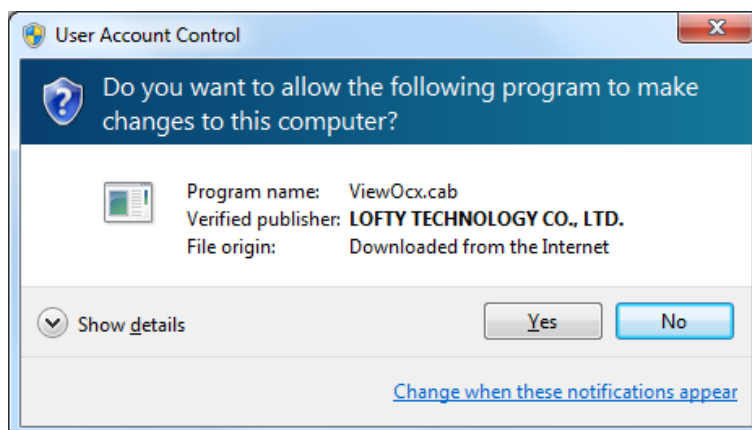 User Account Control
Do you want to allow the following program to make
changes to this computer?
Program name: ViewOcx.cab
Verified publisher: LOFTY TECHNOLOGY CO., LTD.
File origin: Downloaded from the Internet
Show details
Yes
No
Change when these notifications appear